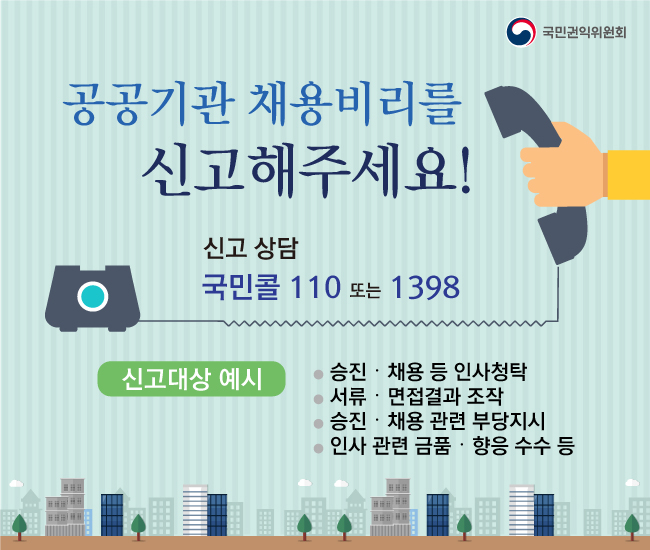 국민권익위원회
공공기관 채용비리를
신고해주세요!
신고 상담
국민콜 110 또는 1398
신고대상 예시
승진ㆍ채용 등 인사청탁
서류ㆍ면접결과 조작
승진ㆍ채용 관련 부당지시
인사 관련 금품ㆍ향응 수수 등